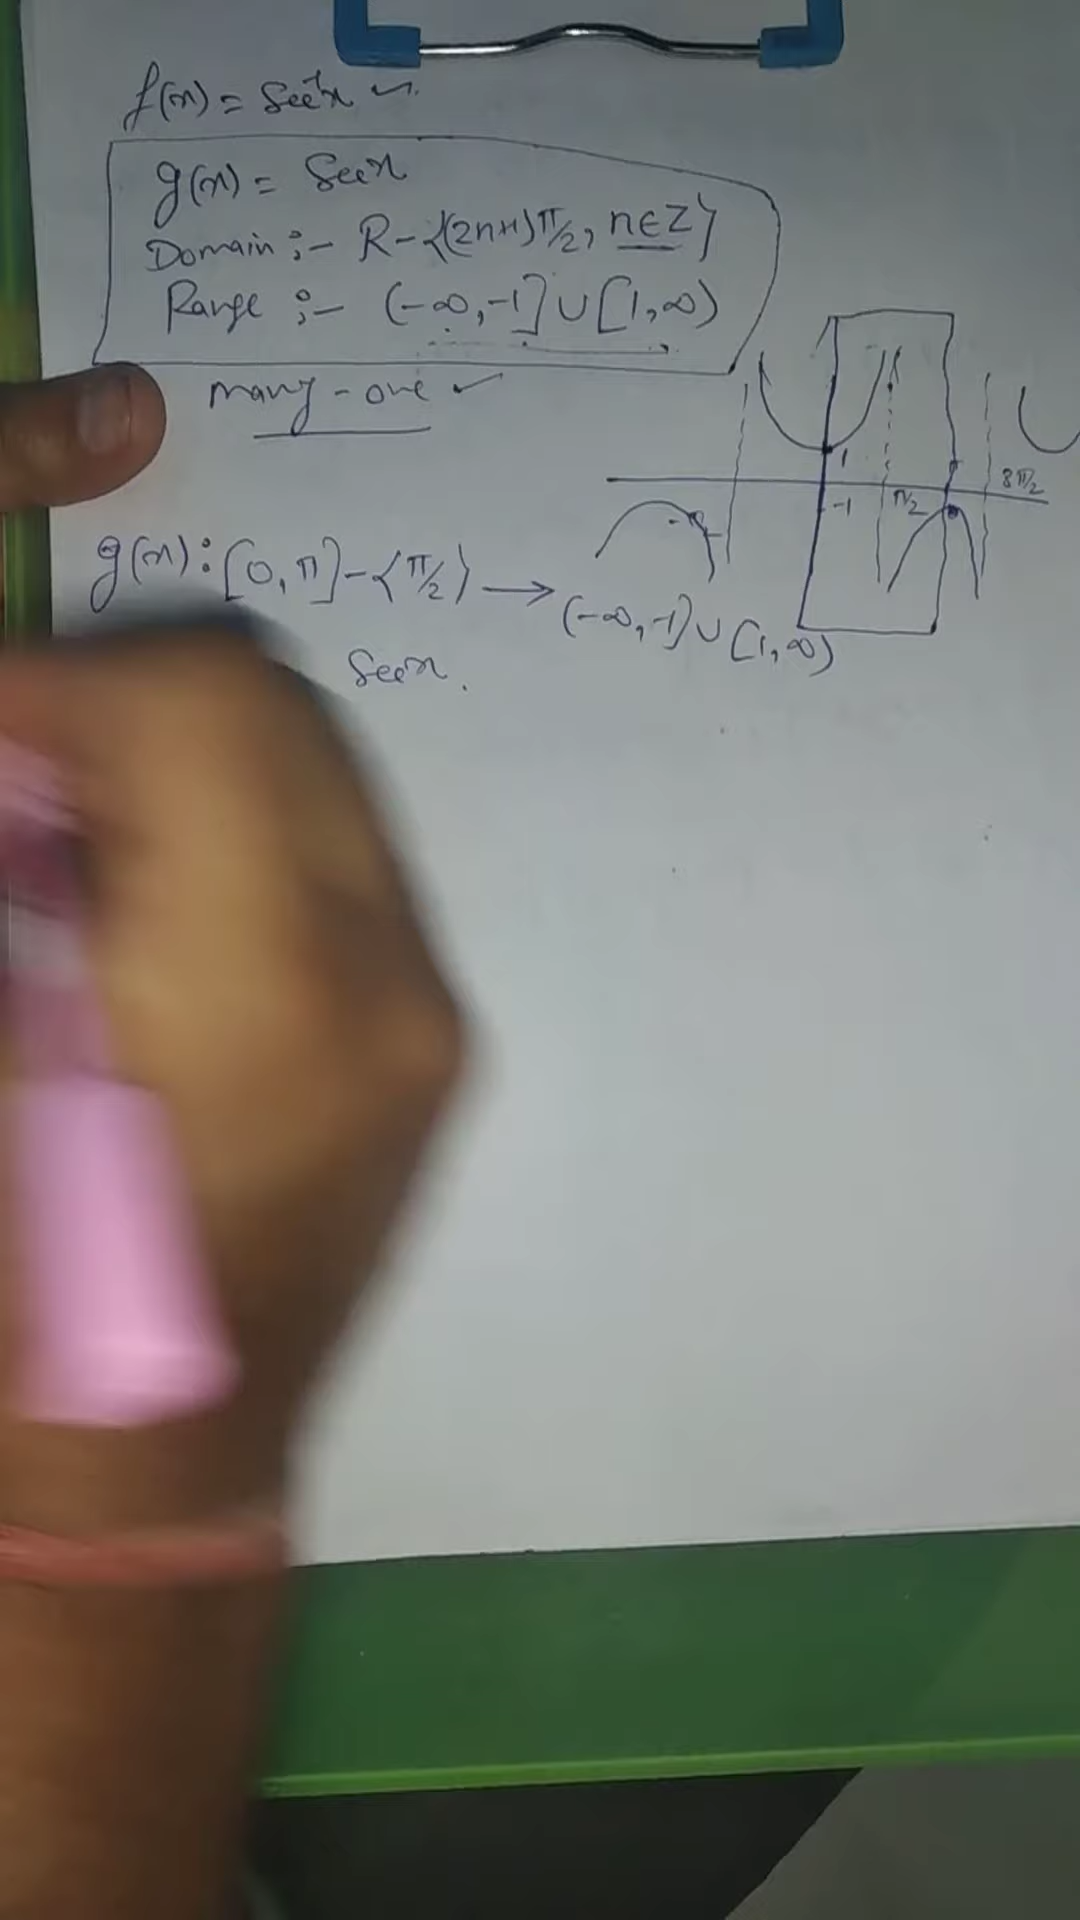 f(x) = Sec⁻¹x
g(x) = Secx
Domain :- R-{(2n+1)π/2, n∈Z}
Range :- (-∞,-1]∪[1,∞)
many-one ✓
1
-1
π/2
3π/2
g(x) : [0,π]-{π/2} → (-∞,-1]∪[1,∞)
Secx.